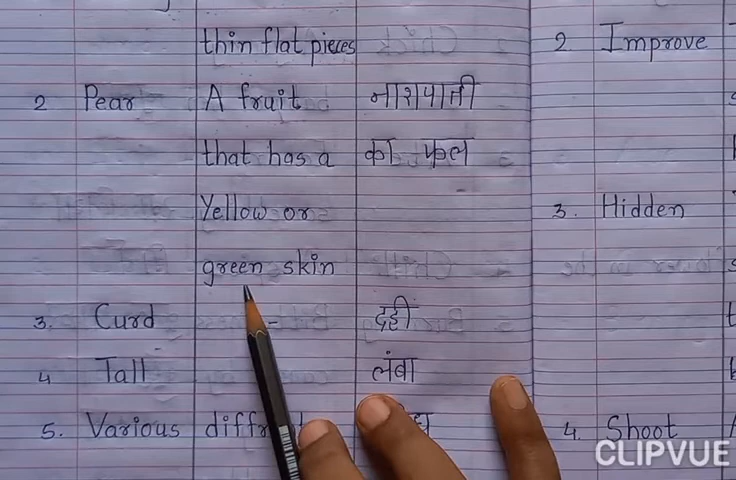 thin flat pieces
2 Pear A fruit नाशपाती
that has a का फल
Yellow or
green skin
3. Curd - दही
4 Tall लंबा
5. Various
2 Improve
3. Hidden
4. Shoot
CLIPVUE